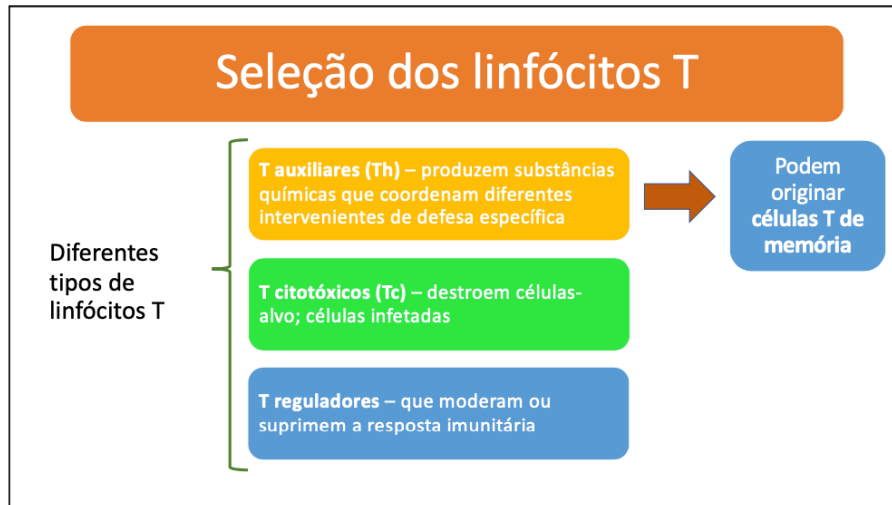 Seleção dos linfócitos T
T auxiliares (Th) – produzem substâncias
químicas que coordenam diferentes
intervenientes de defesa específica
Podem
originar
células T de
memória
Diferentes
tipos de
linfócitos T
T citotóxicos (Tc) – destroem células-
alvo; células infetadas
T reguladores – que moderam ou
suprimem a resposta imunitária